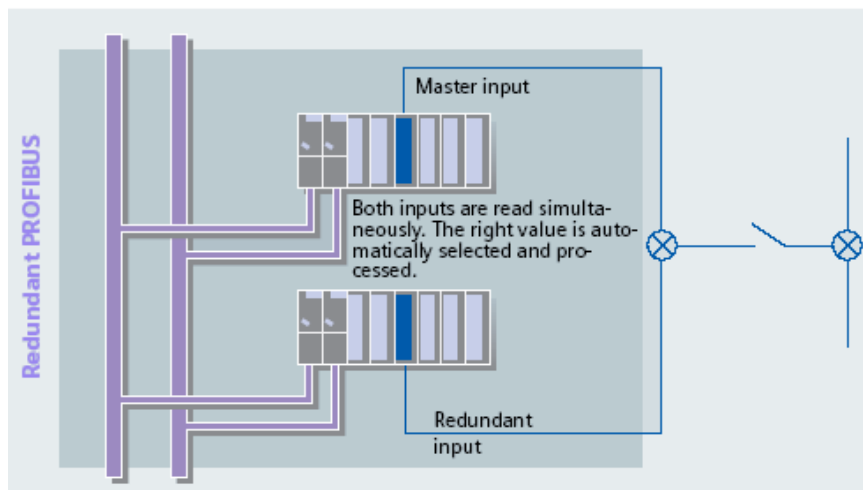 Redundant PROFIBUS
Master input
Both inputs are read simulta-
neously. The right value is auto-
matically selected and pro-
cessed.
Redundant
input